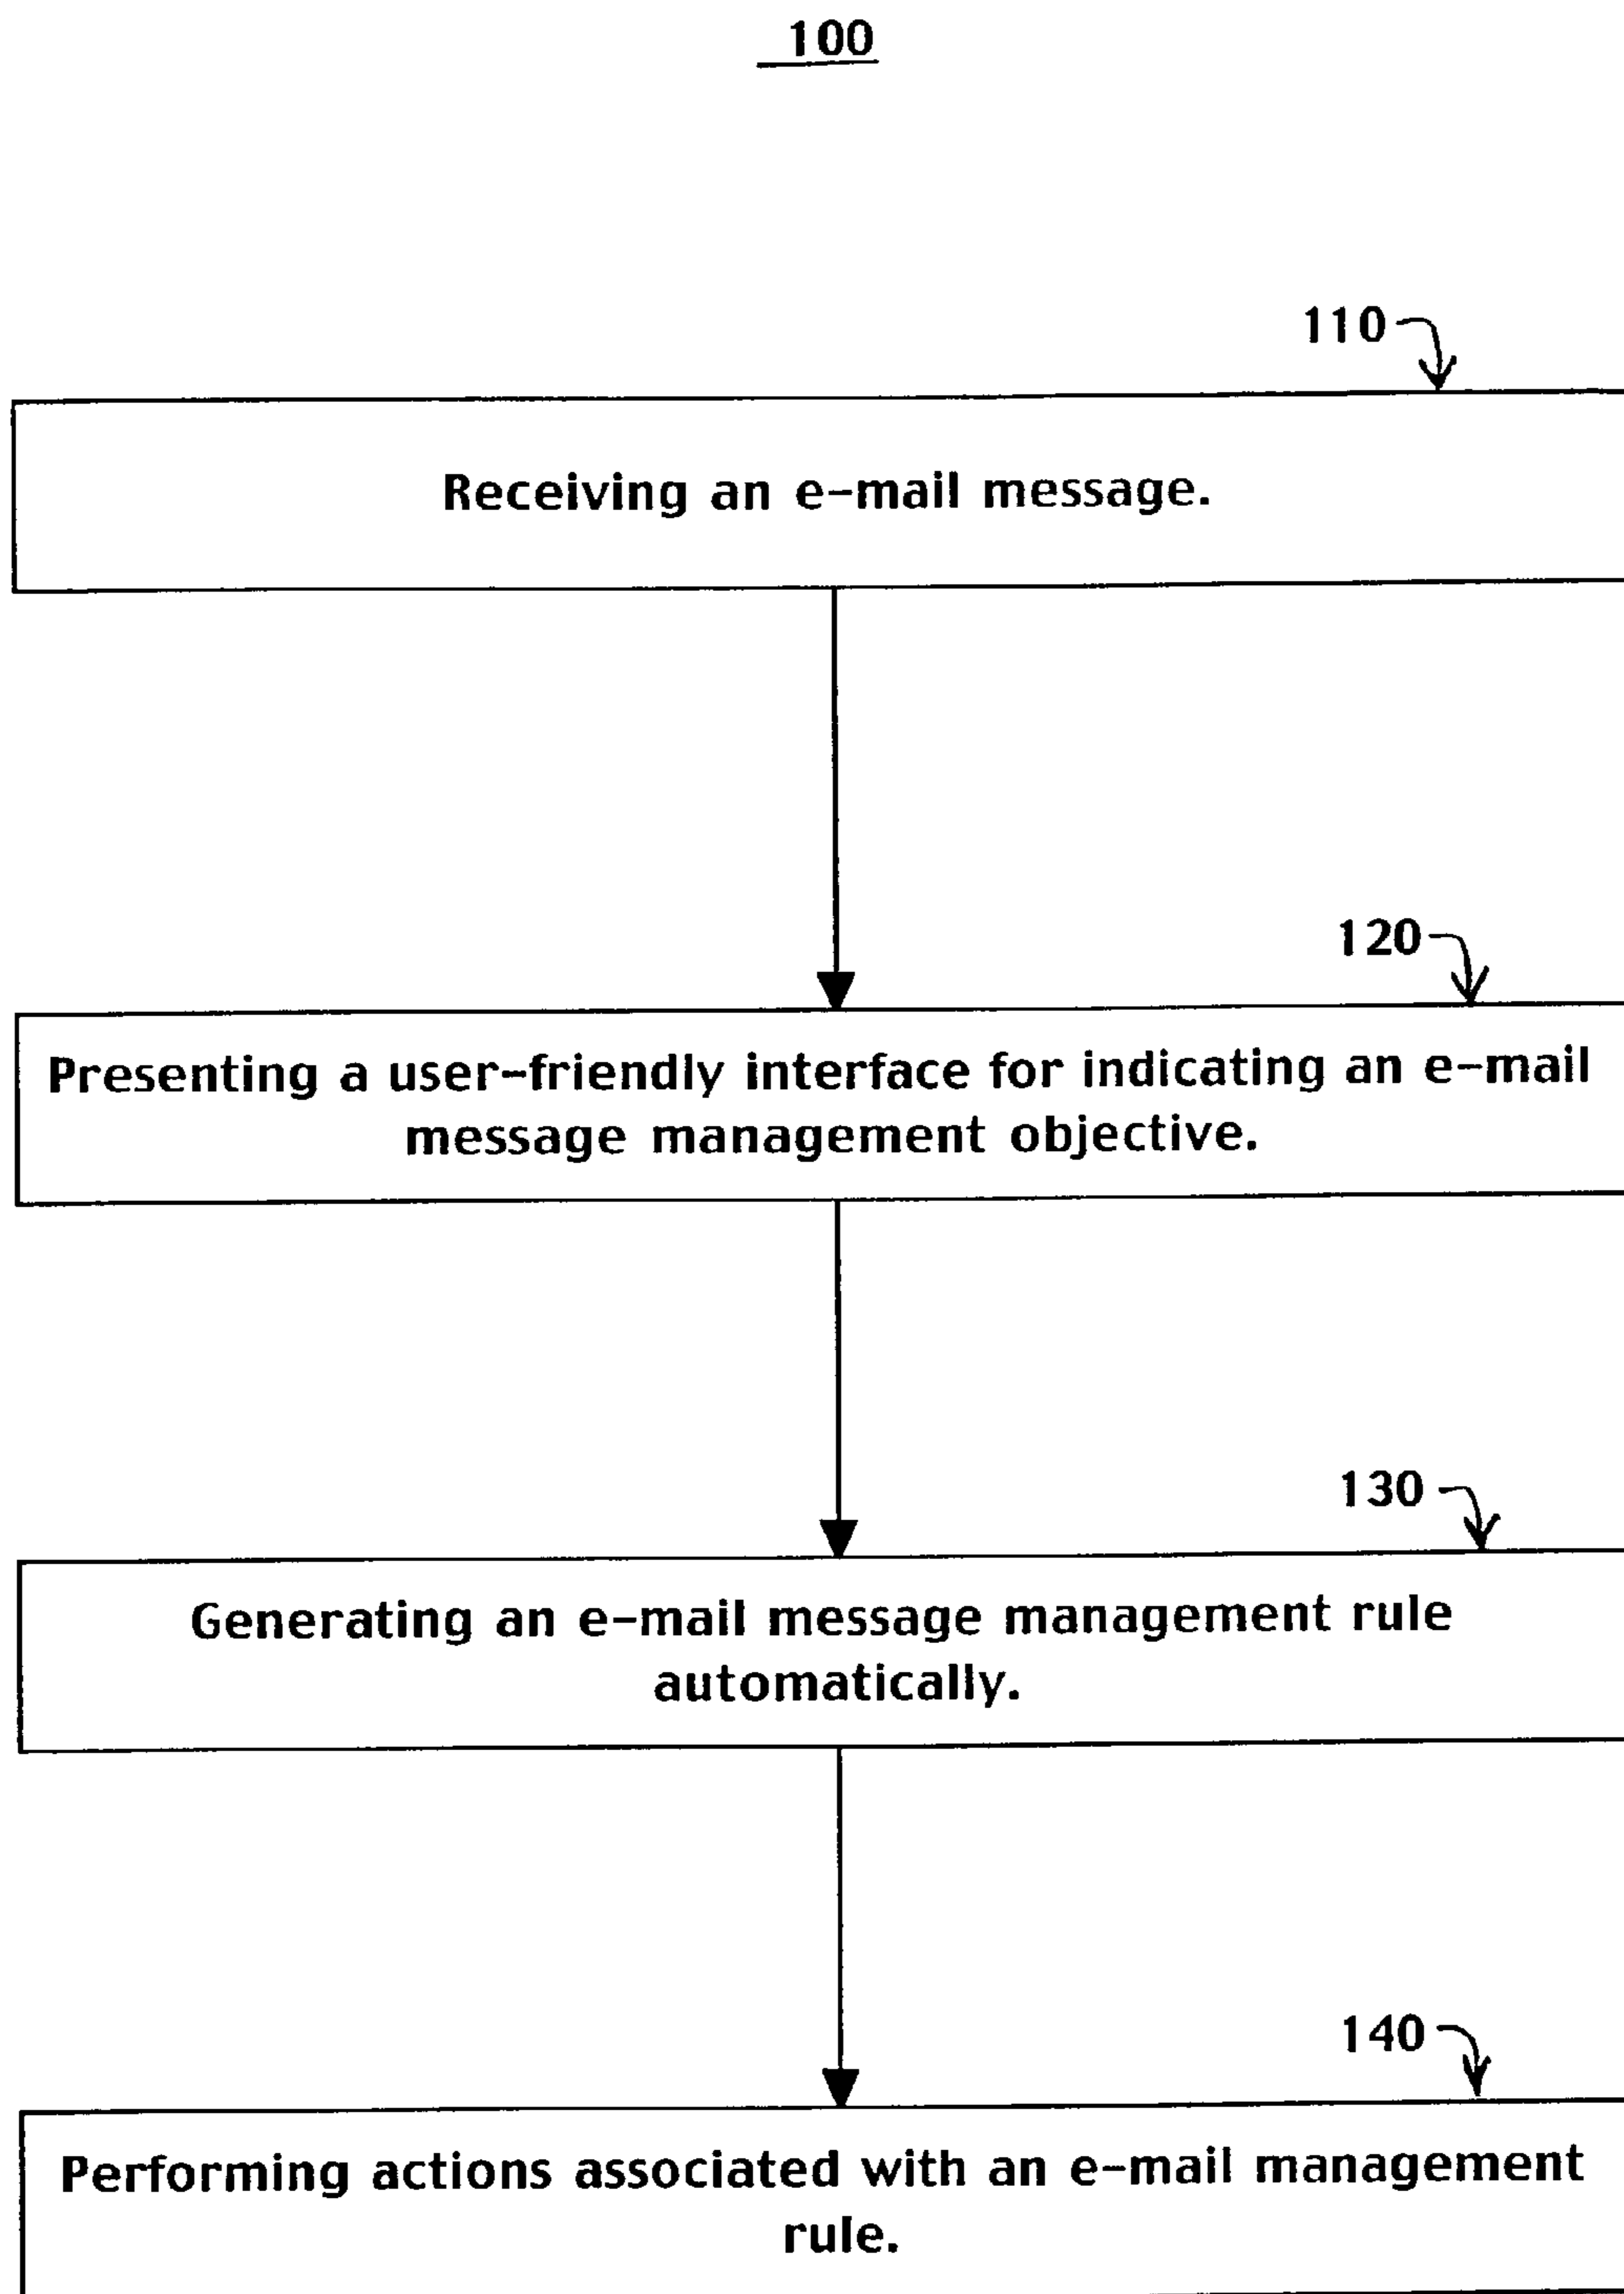 100
110
Receiving an e-mail message.
120
Presenting a user-friendly interface for indicating an e-mail
message management objective.
130
Generating an e-mail message management rule
automatically.
140
Performing actions associated with an e-mail management
rule.